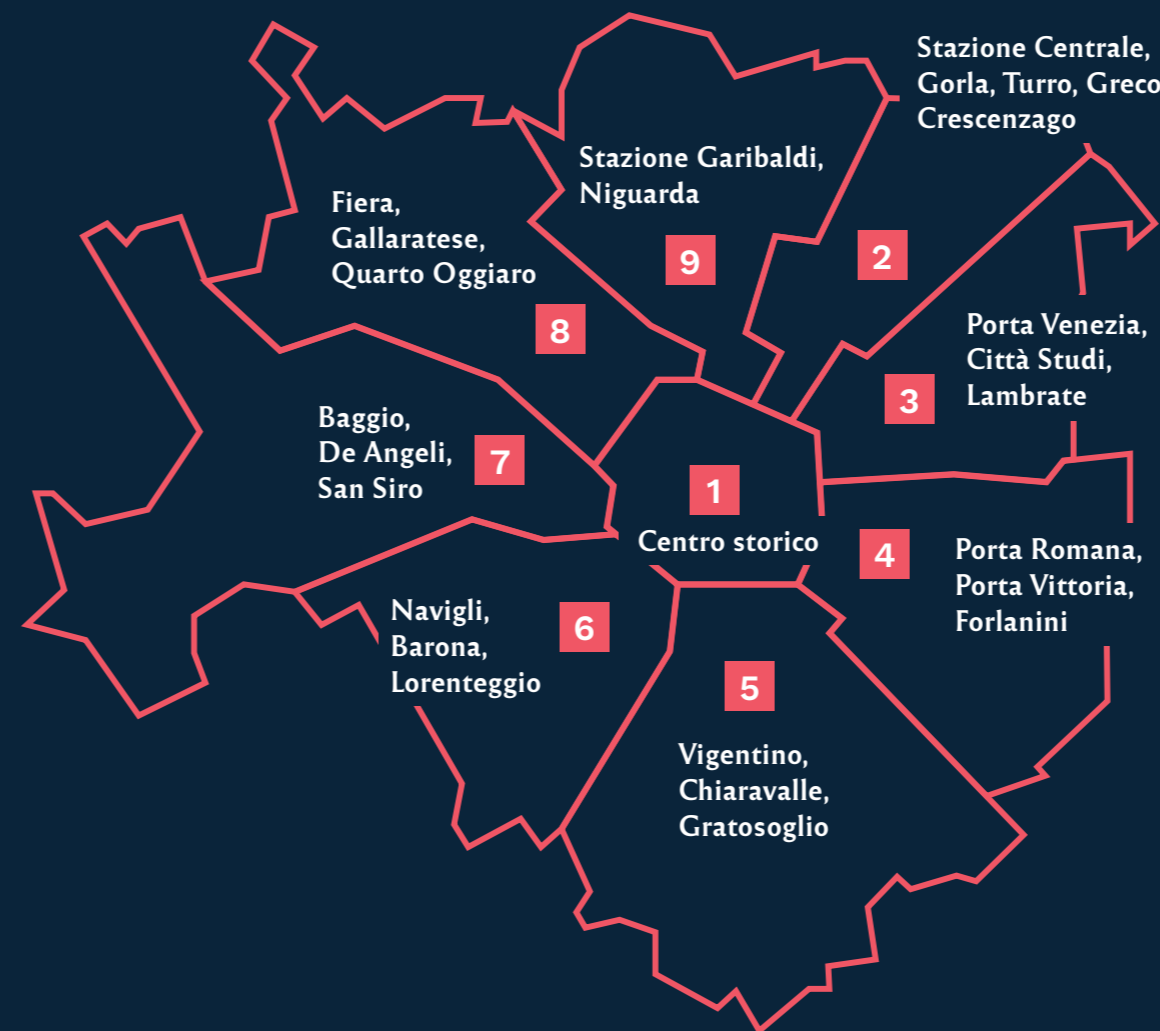 Stazione Centrale,
Gorla, Turro, Greco
Crescenzago
2
Stazione Garibaldi,
Niguarda
9
Fiera,
Gallaratese,
Quarto Oggiaro
8
Porta Venezia,
Città Studi,
Lambrate
3
Baggio,
De Angeli,
San Siro
7
1
Centro storico
4
Porta Romana,
Porta Vittoria,
Forlanini
Navigli,
Barona,
Lorenteggio
6
5
Vigentino,
Chiaravalle,
Gratosoglio